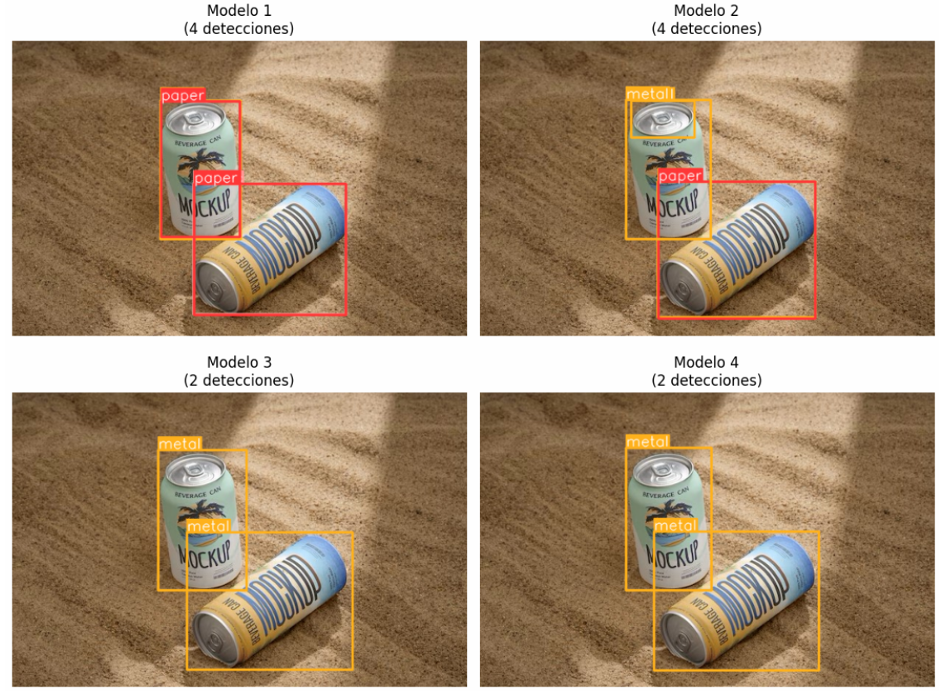 Modelo 1
(4 detecciones)
paper
BEVERAGE CAN
paper
MOCKUP
MOCKUP
BEVERAGE CAN
Modelo 2
(4 detecciones)
metal
BEVERAGE CAN
paper
MOCKUP
MOCKUP
BEVERAGE CAN
Modelo 3
(2 detecciones)
metal
BEVERAGE CAN
metal
MOCKUP
MOCKUP
BEVERAGE CAN
Modelo 4
(2 detecciones)
metal
BEVERAGE CAN
metal
MOCKUP
MOCKUP
BEVERAGE CAN